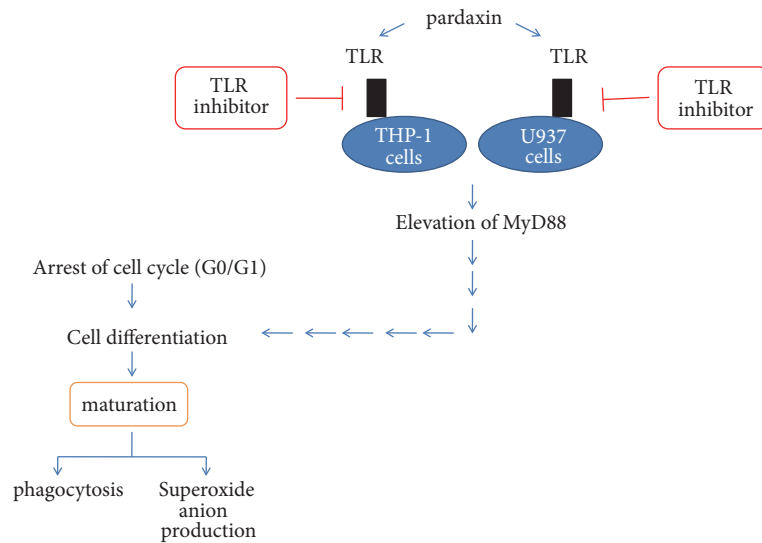 pardaxin
TLR
TLR
TLR
inhibitor
TLR
inhibitor
THP-1
cells
U937
cells
Elevation of MyD88
Arrest of cell cycle (G0/G1)
Cell differentiation
maturation
phagocytosis
Superoxide
anion
production